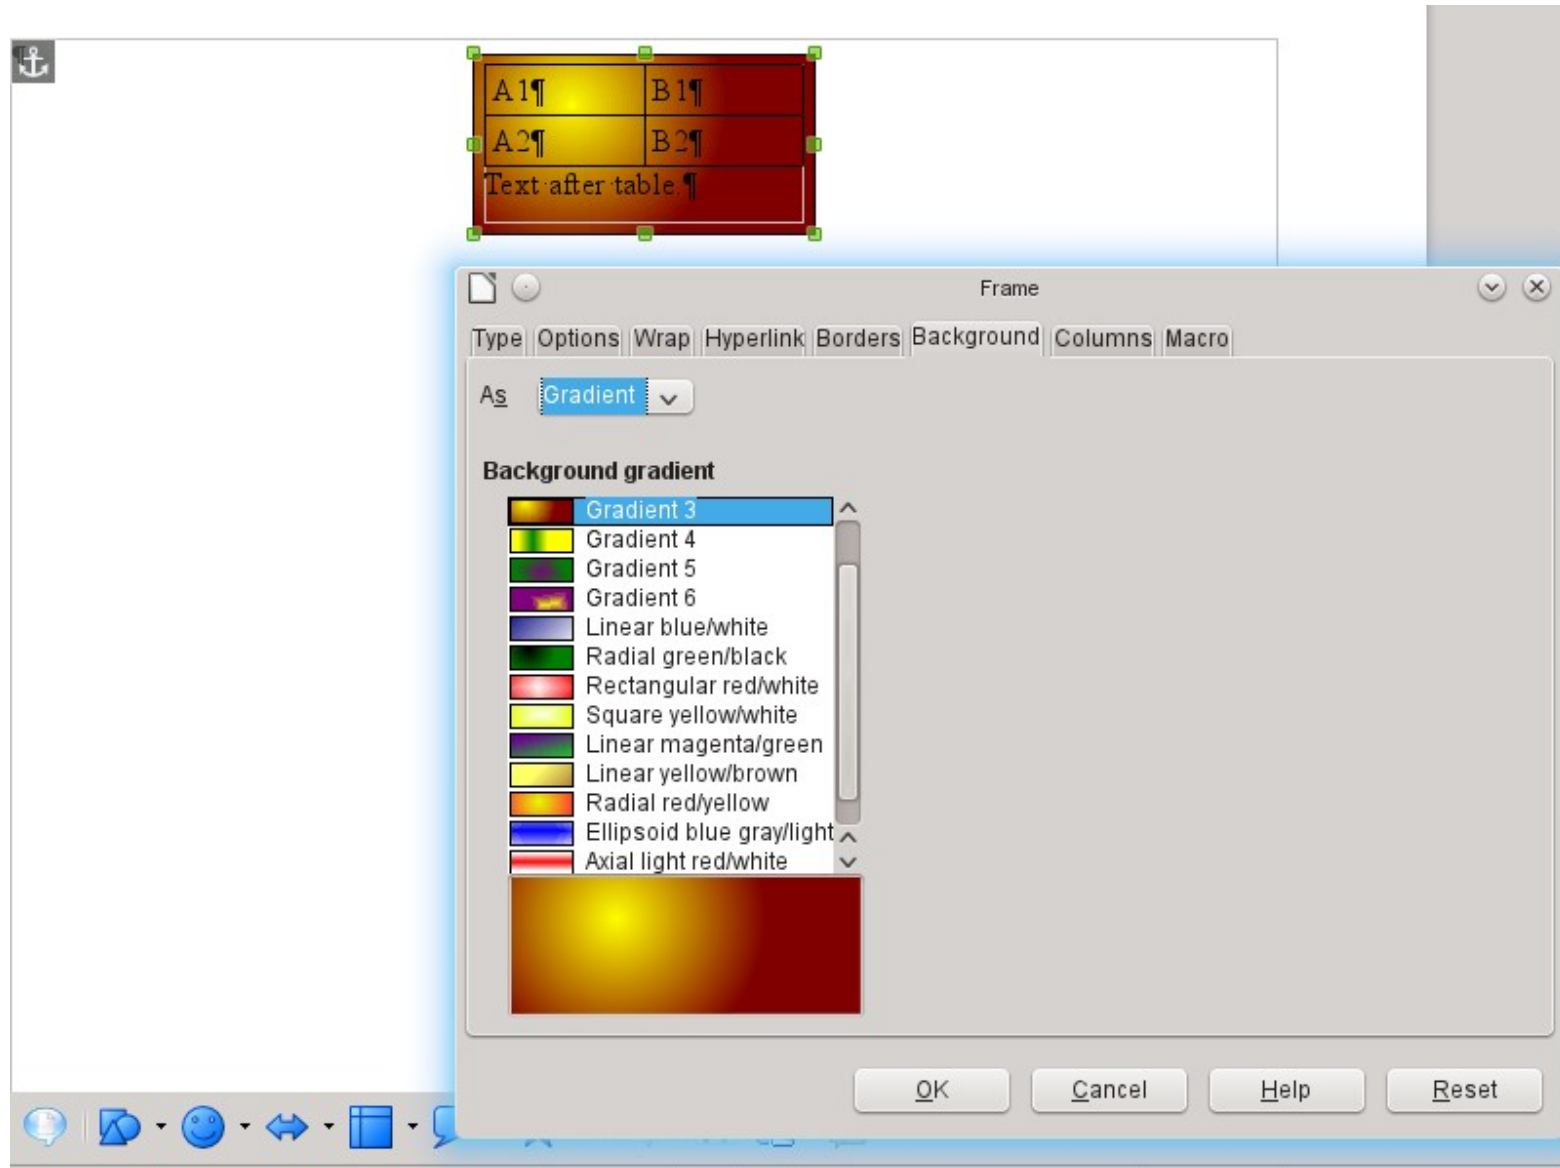 A1¶ B1¶
A2¶ B2¶
Text·after·table.¶
Frame
Type Options Wrap Hyperlink Borders Background Columns Macro
As Gradient
Background gradient
Gradient 3
Gradient 4
Gradient 5
Gradient 6
Linear blue/white
Radial green/black
Rectangular red/white
Square yellow/white
Linear magenta/green
Linear yellow/brown
Radial red/yellow
Ellipsoid blue gray/light
Axial light red/white
OK Cancel Help Reset